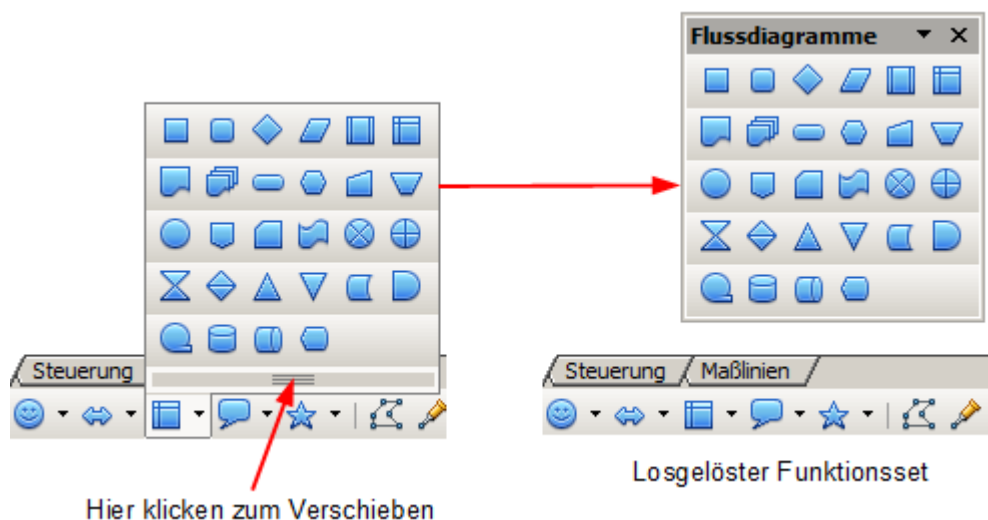 Flussdiagramme
Steuerung
Steuerung Maßlinien
Losgelöster Funktionsset
Hier klicken zum Verschieben